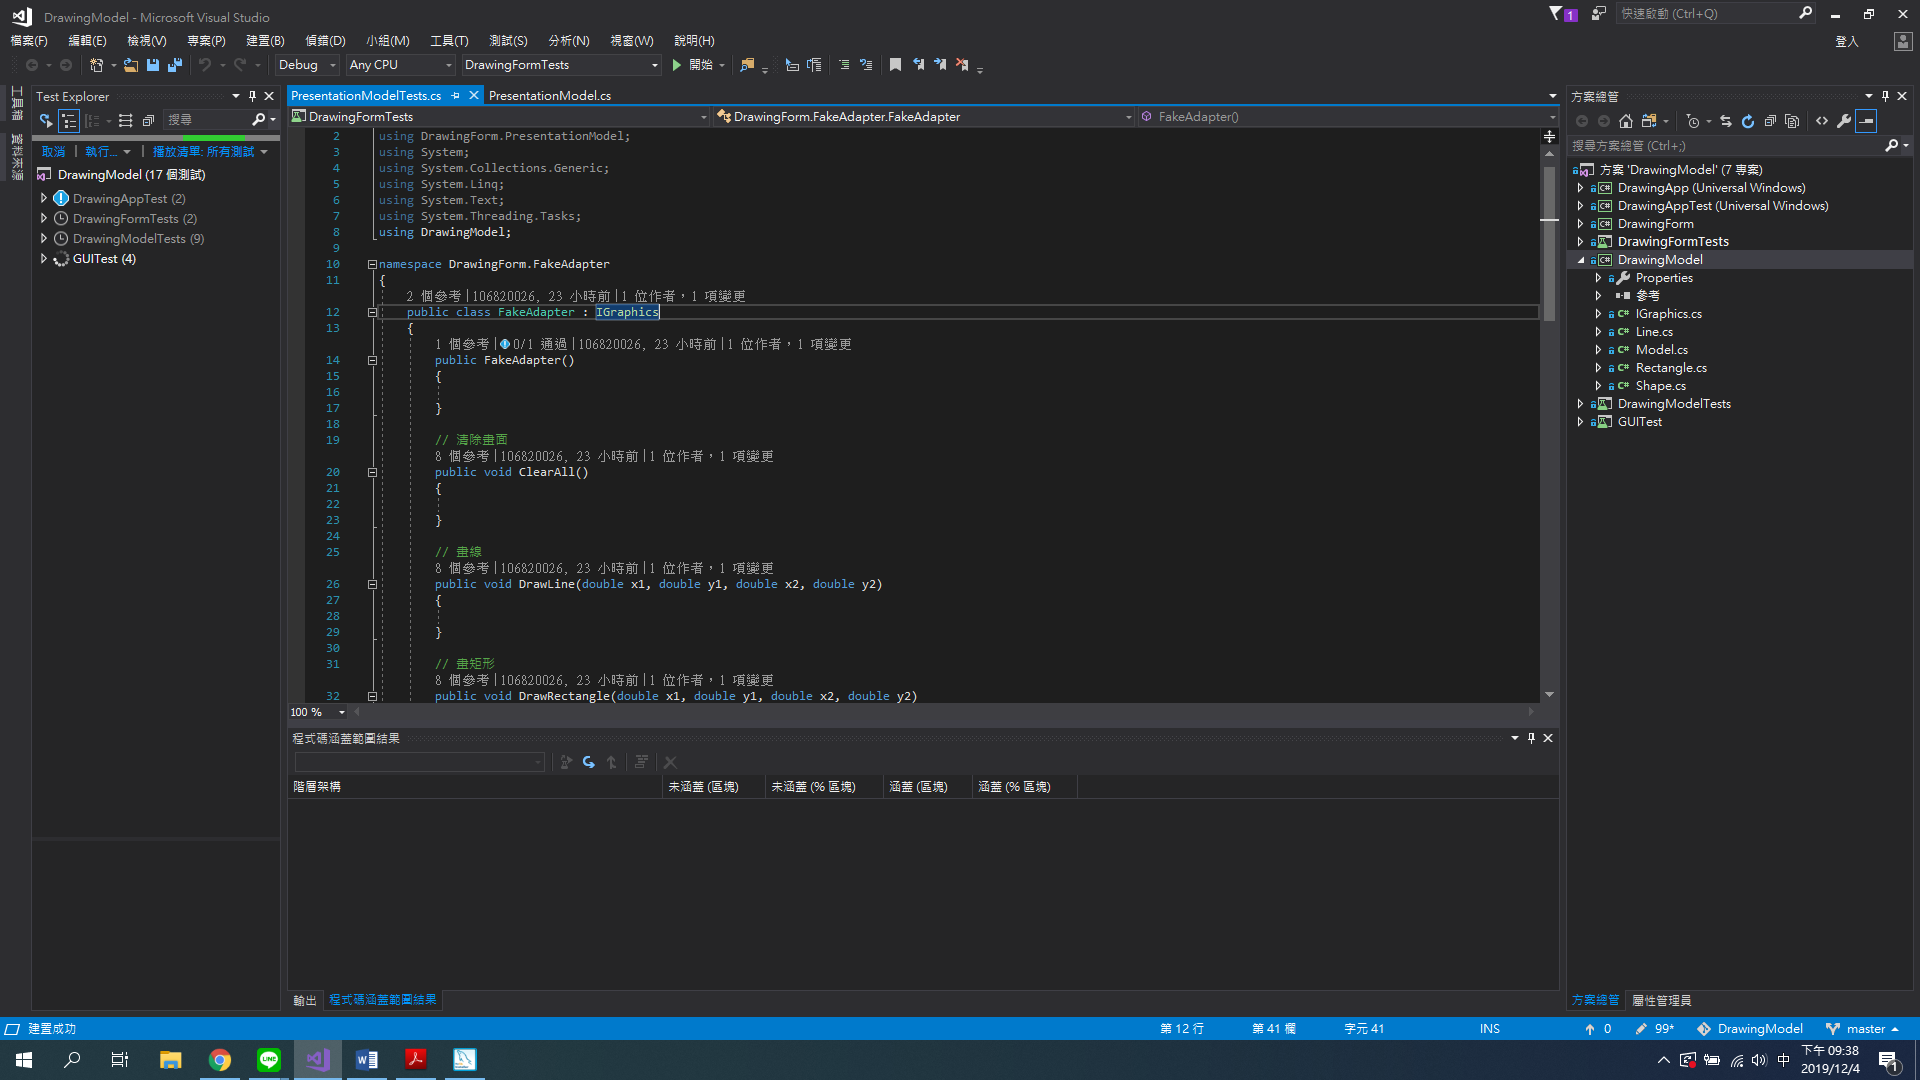 DrawingModel - Microsoft Visual Studio
1
快速啟動 (Ctrl+Q)
檔案(F) 編輯(E) 檢視(V) 專案(P) 建置(B) 偵錯(D) 小組(M) 工具(T) 測試(S) 分析(N) 視窗(W) 說明(H)
登入
Debug Any CPU DrawingFormTests 開始
工具箱
資料來源
Test Explorer
搜尋
取消 執行... 播放清單: 所有測試
DrawingModel (17 個測試)
DrawingAppTest (2)
DrawingFormTests (2)
DrawingModelTests (9)
GUITest (4)
PresentationModelTests.cs PresentationModel.cs
DrawingFormTests DrawingForm.FakeAdapter.FakeAdapter FakeAdapter()
2 using DrawingForm.PresentationModel;
3 using System;
4 using System.Collections.Generic;
5 using System.Linq;
6 using System.Text;
7 using System.Threading.Tasks;
8 using DrawingModel;
9
10 namespace DrawingForm.FakeAdapter
11 {
2 個參考|106820026, 23 小時前|1 位作者，1 項變更
12 public class FakeAdapter : IGraphics
13 {
1 個參考|0/1 通過|106820026, 23 小時前|1 位作者，1 項變更
14 public FakeAdapter()
15 {
16
17 }
18
19 // 清除畫面
8 個參考|106820026, 23 小時前|1 位作者，1 項變更
20 public void ClearAll()
21 {
22
23 }
24
25 // 畫線
8 個參考|106820026, 23 小時前|1 位作者，1 項變更
26 public void DrawLine(double x1, double y1, double x2, double y2)
27 {
28
29 }
30
31 // 畫矩形
8 個參考|106820026, 23 小時前|1 位作者，1 項變更
32 public void DrawRectangle(double x1, double y1, double x2, double y2)
100 %
程式碼涵蓋範圍結果
階層架構 未涵蓋 (區塊) 未涵蓋 (% 區塊) 涵蓋 (區塊) 涵蓋 (% 區塊)
輸出 程式碼涵蓋範圍結果
方案總管
搜尋方案總管 (Ctrl+;)
方案 'DrawingModel' (7 專案)
DrawingApp (Universal Windows)
DrawingAppTest (Universal Windows)
DrawingForm
DrawingFormTests
DrawingModel
Properties
參考
IGraphics.cs
Line.cs
Model.cs
Rectangle.cs
Shape.cs
DrawingModelTests
GUITest
方案總管 屬性管理員
建置成功 第 12 行 第 41 欄 字元 41 INS 0 99* DrawingModel master
中 下午 09:38
2019/12/4
1